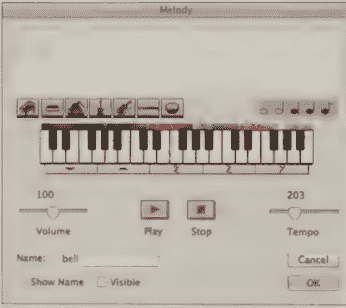 Melody
100
203
Volume
Play
Stop
Tempo
Name: bell
Cancel
Show Name
Visible
OK